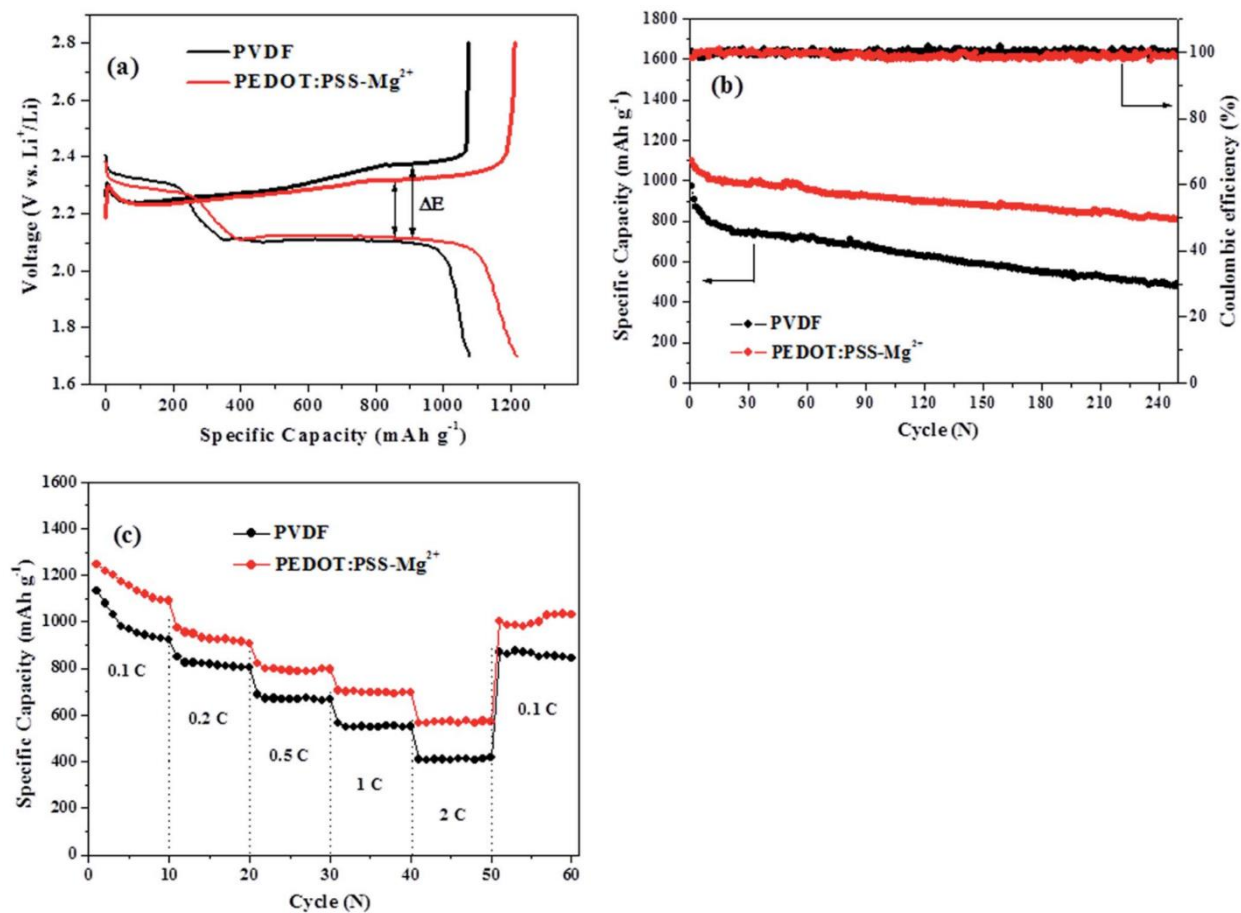 (a)
PVDF
PEDOT:PSS-Mg²⁺
ΔE
Voltage (V vs. Li⁺/Li)
2.8
2.6
2.4
2.2
2.0
1.8
1.6
0 200 400 600 800 1000 1200
Specific Capacity (mAh g⁻¹)
(b)
PVDF
PEDOT:PSS-Mg²⁺
Specific Capacity (mAh g⁻¹)
1800
1600
1400
1200
1000
800
600
400
200
0
Coulombic efficiency (%)
100
80
60
40
20
0
0 30 60 90 120 150 180 210 240
Cycle (N)
(c)
PVDF
PEDOT:PSS-Mg²⁺
Specific Capacity (mAh g⁻¹)
1600
1400
1200
1000
800
600
400
200
0
0.1 C
0.2 C
0.5 C
1 C
2 C
0.1 C
0 10 20 30 40 50 60
Cycle (N)